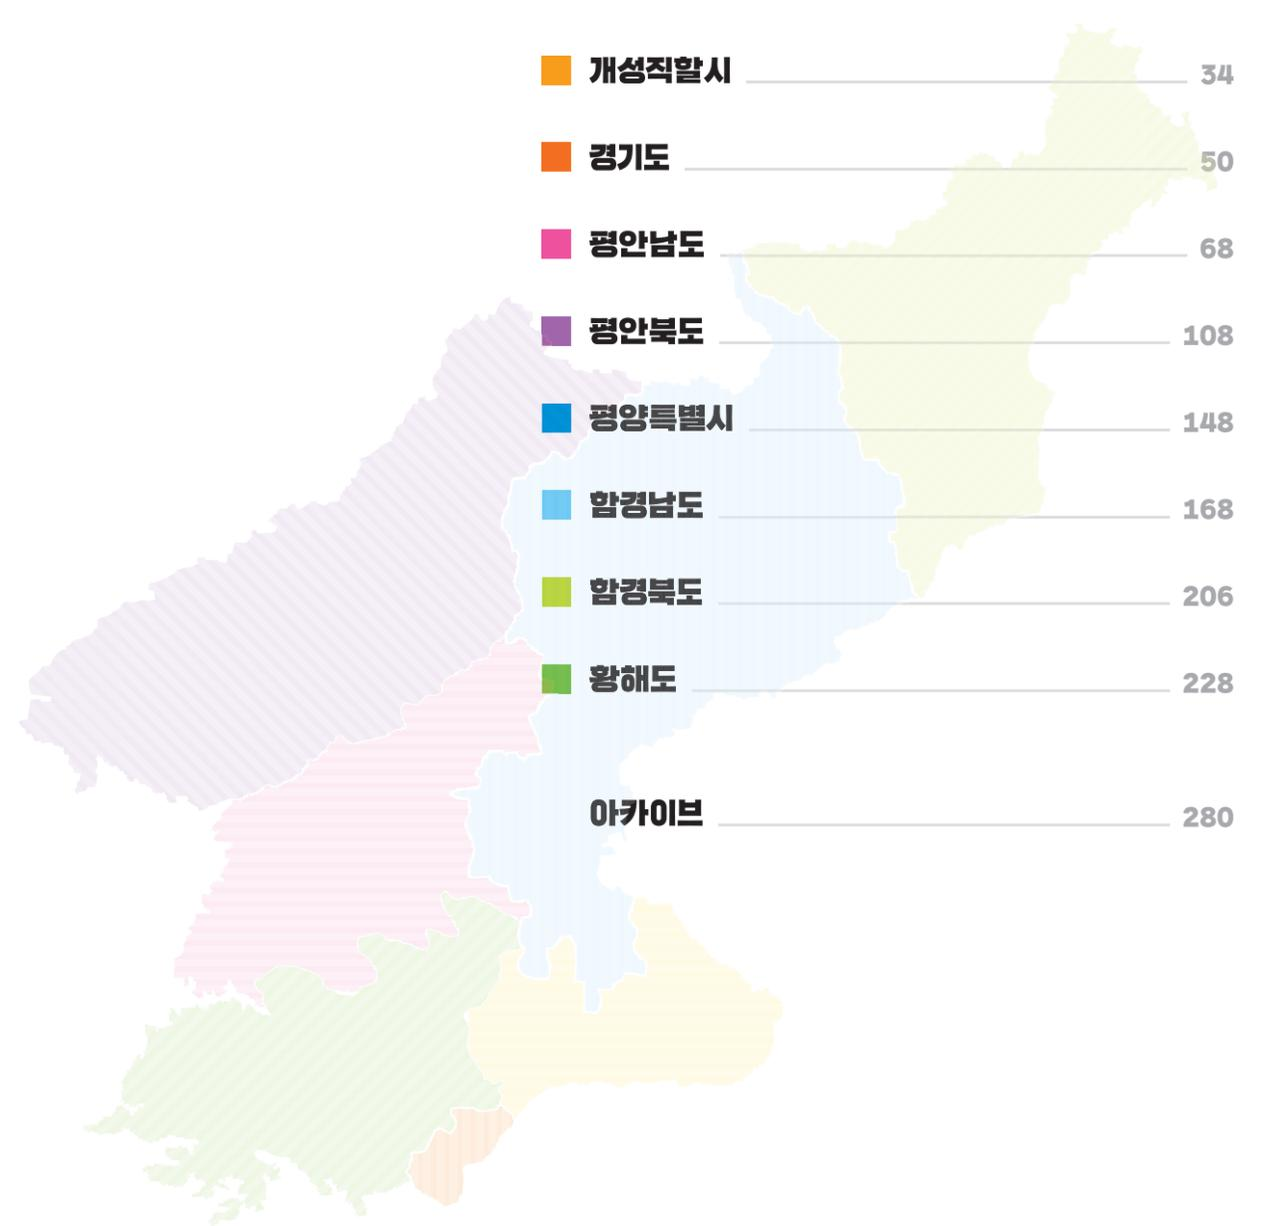 개성직할시 34
경기도 50
평안남도 68
평안북도 108
평양특별시 148
함경남도 168
함경북도 206
황해도 228
아카이브 280